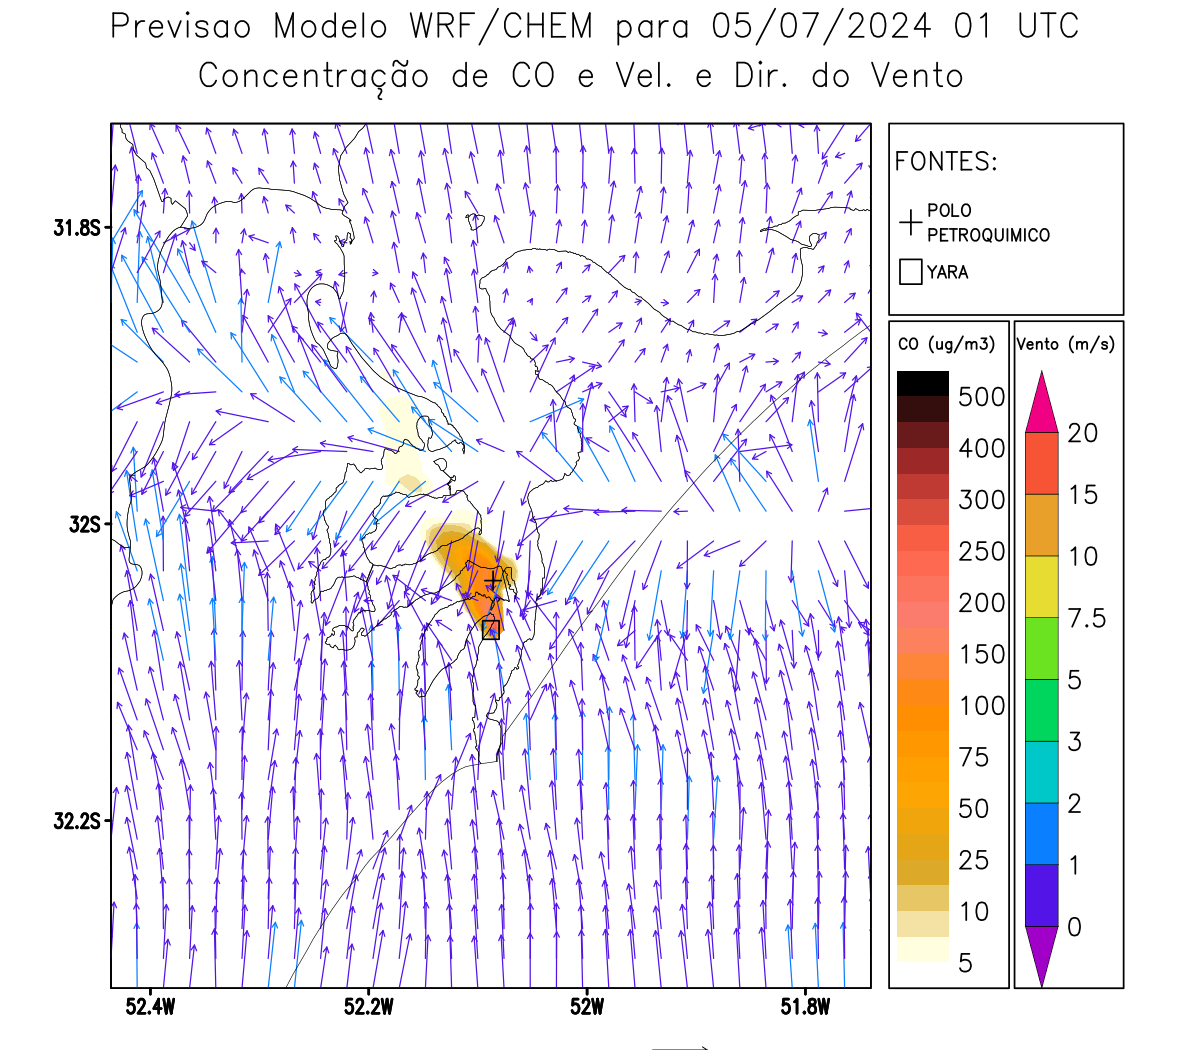 Previsao Modelo WRF/CHEM para 05/07/2024 01 UTC
Concentração de CO e Vel. e Dir. do Vento
FONTES:
POLO
PETROQUIMICO
YARA
CO (ug/m3)
500
400
300
250
200
150
100
75
50
25
10
5
Vento (m/s)
20
15
10
7.5
5
3
2
1
0
31.8S
32S
32.2S
52.4W
52.2W
52W
51.8W